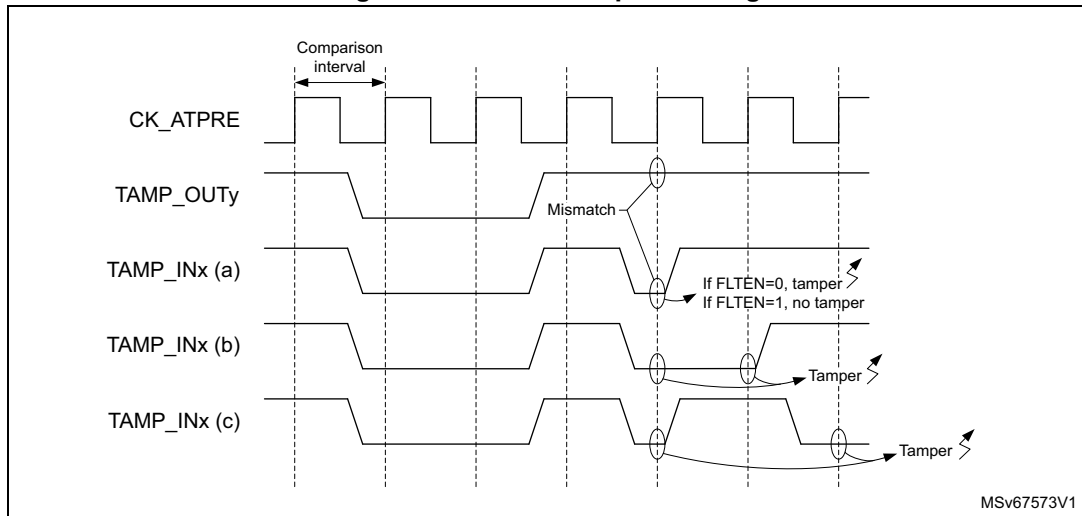 Comparison
interval
CK_ATPRE
TAMP_OUTy
Mismatch
TAMP_INx (a)
If FLTEN=0, tamper
If FLTEN=1, no tamper
TAMP_INx (b)
Tamper
TAMP_INx (c)
Tamper
MSv67573V1